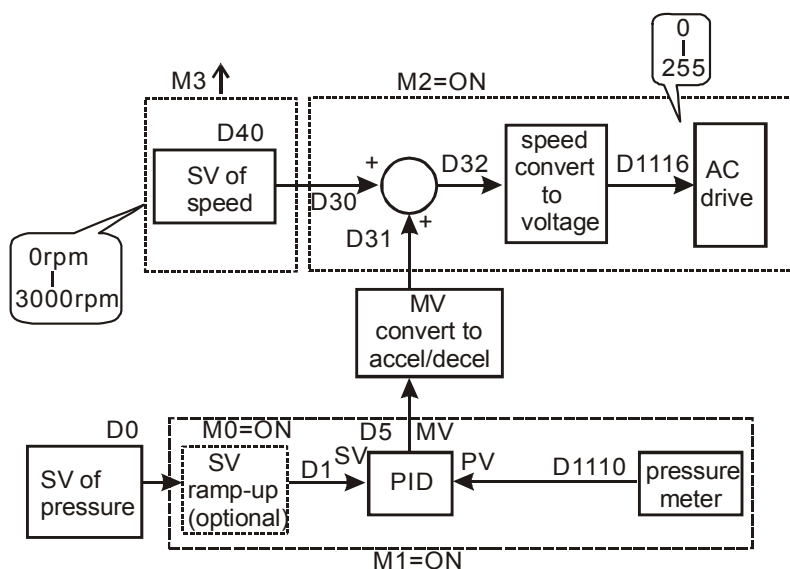 0
255
M3
M2=ON
D40
SV of
speed
+
D30
D32
speed
convert
to
voltage
D1116
AC
drive
0rpm
3000rpm
D31
+
MV
convert to
accel/decel
D0
SV of
pressure
M0=ON
SV
ramp-up
(optional)
D1
SV
D5
MV
PID
PV
D1110
pressure
meter
M1=ON